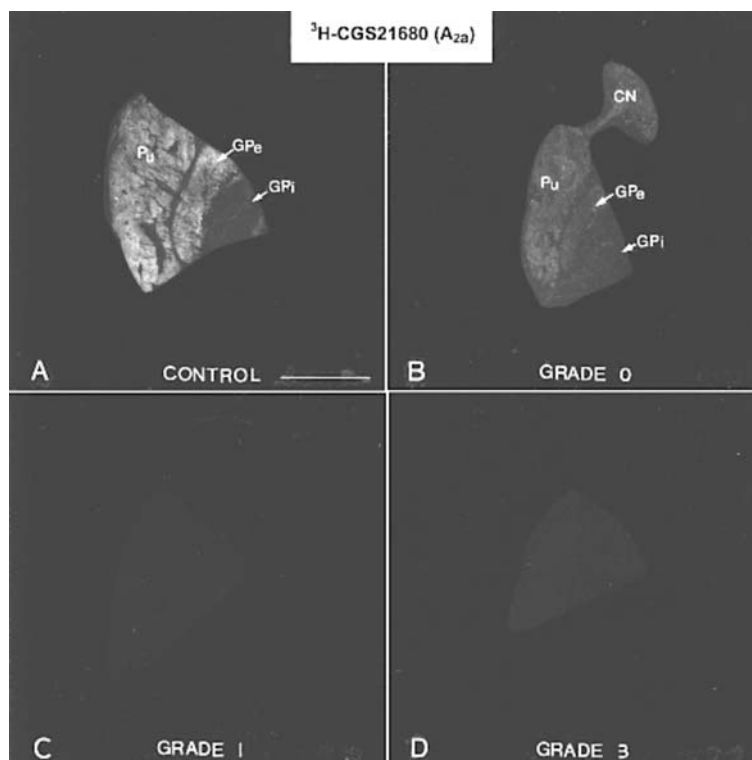 ³H-CGS21680 (A₂ₐ)
Pu
GPe
GPi
A
CONTROL
CN
Pu
GPe
GPi
B
GRADE 0
C
GRADE 1
D
GRADE 3